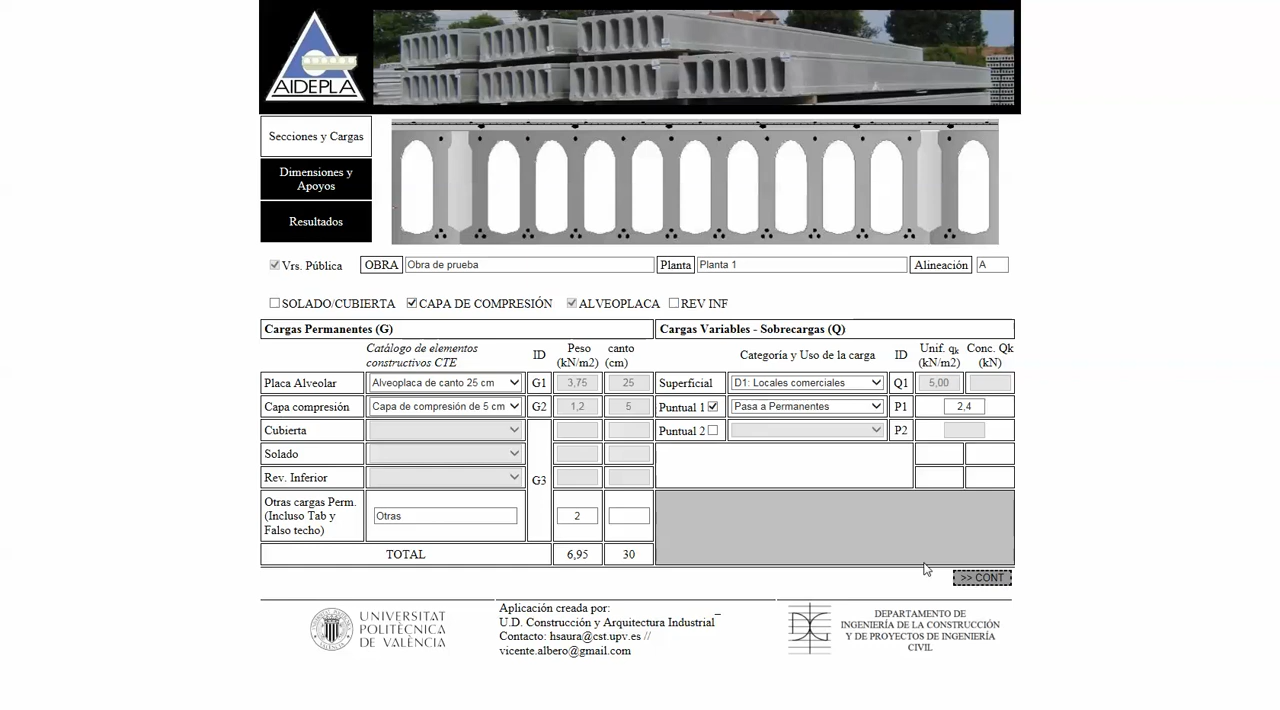 AIDEPLA
Secciones y Cargas
Dimensiones y
Apoyos
Resultados
Vrs. Pública OBRA Obra de prueba Planta Planta 1 Alineación A
SOLADO/CUBIERTA CAPA DE COMPRESIÓN ALVEOPLACA REV INF
Cargas Permanentes (G) Cargas Variables - Sobrecargas (Q)
Catálogo de elementos constructivos CTE ID Peso (kN/m2) canto (cm) Categoría y Uso de la carga ID Unif. qk (kN/m2) Conc. Qk (kN)
Placa Alveolar Alveoplaca de canto 25 cm G1 3,75 25 Superficial D1: Locales comerciales Q1 5,00
Capa compresión Capa de compresión de 5 cm G2 1,2 5 Puntual 1 Pasa a Permanentes P1 2,4
Cubierta Puntual 2 P2
Solado
Rev. Inferior G3
Otras cargas Perm.
(Incluso Tab y Otras 2
Falso techo)
TOTAL 6,95 30
>> CONT
UNIVERSITAT
POLITÈCNICA
DE VALÈNCIA
Aplicación creada por:
U.D. Construcción y Arquitectura Industrial
Contacto: hsaura@cst.upv.es //
vicente.albero@gmail.com
DEPARTAMENTO DE
INGENIERÍA DE LA CONSTRUCCIÓN
Y DE PROYECTOS DE INGENIERÍA
CIVIL